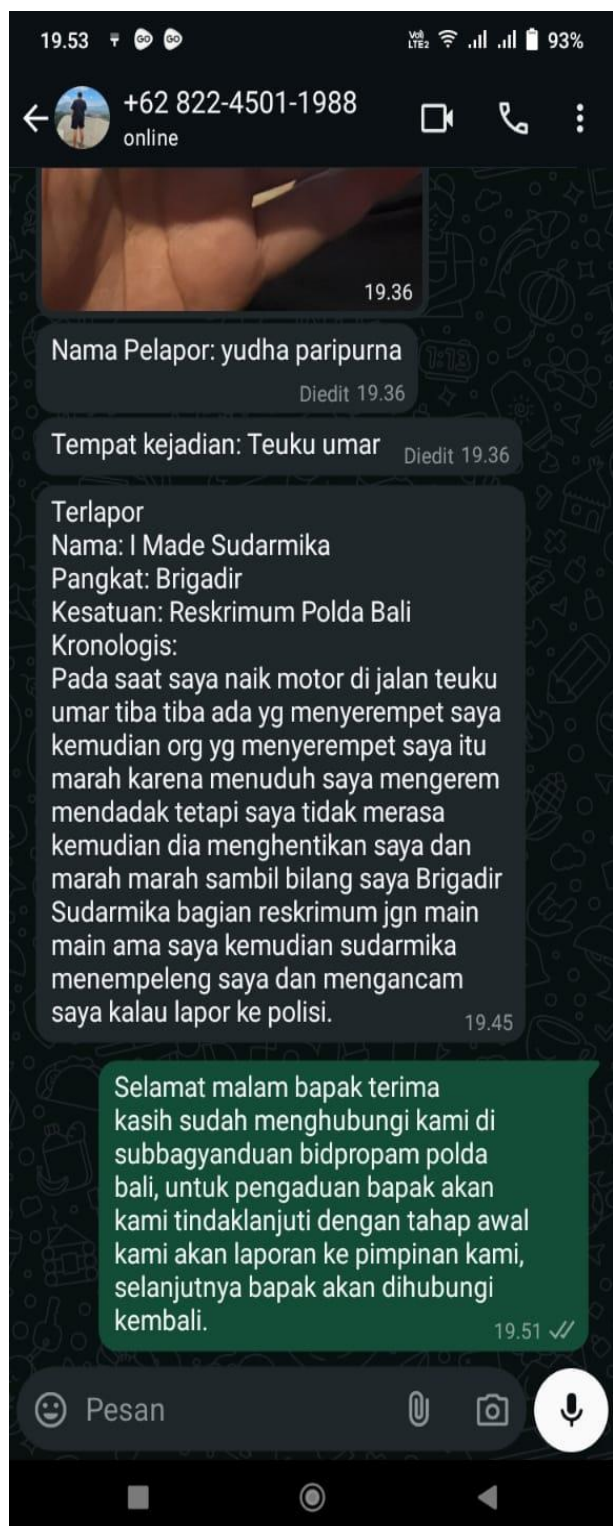 19.53
GO GO
Vo) LTE2
93%
+62 822-4501-1988
online
19.36
Nama Pelapor: yudha paripurna
Diedit 19.36
Tempat kejadian: Teuku umar
Diedit 19.36
Terlapor
Nama: I Made Sudarmika
Pangkat: Brigadir
Kesatuan: Reskrimum Polda Bali
Kronologis:
Pada saat saya naik motor di jalan teuku
umar tiba tiba ada yg menyerempet saya
kemudian org yg menyerempet saya itu
marah karena menuduh saya mengerem
mendadak tetapi saya tidak merasa
kemudian dia menghentikan saya dan
marah marah sambil bilang saya Brigadir
Sudarmika bagian reskrimum jgn main
main ama saya kemudian sudarmika
menempeleng saya dan mengancam
saya kalau lapor ke polisi.
19.45
Selamat malam bapak terima
kasih sudah menghubungi kami di
subbagyanduan bidpropam polda
bali, untuk pengaduan bapak akan
kami tindaklanjuti dengan tahap awal
kami akan laporan ke pimpinan kami,
selanjutnya bapak akan dihubungi
kembali.
19.51
Pesan